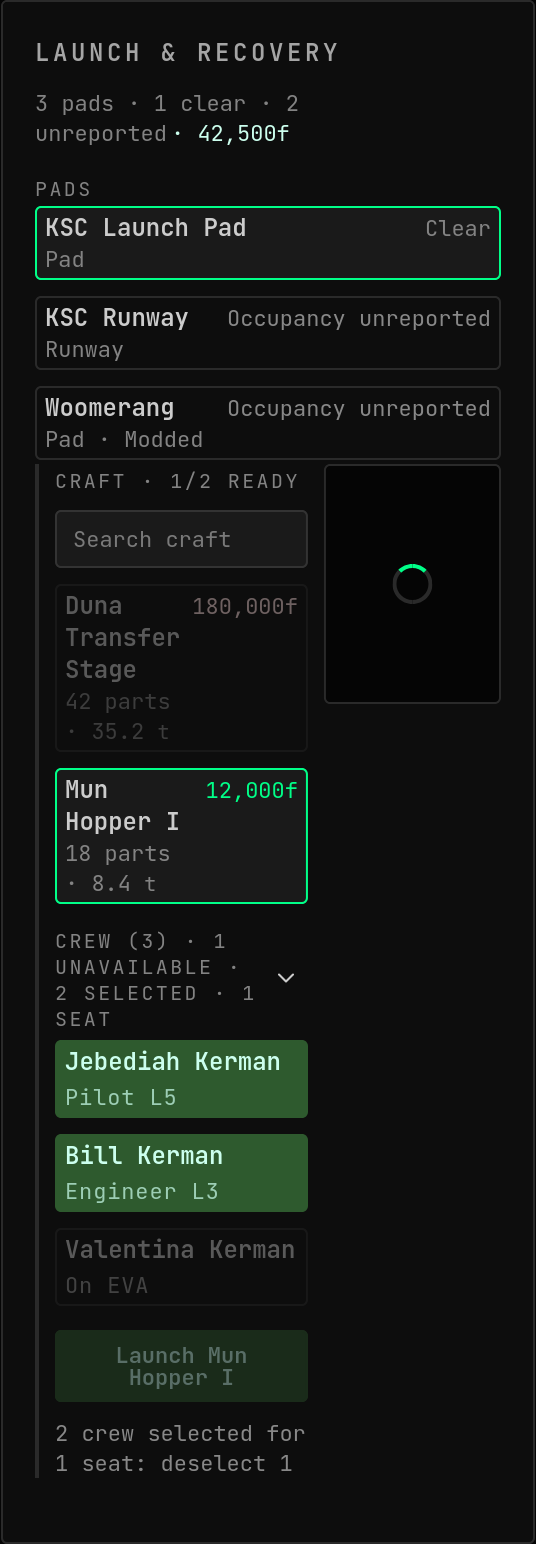 LAUNCH & RECOVERY
3 pads · 1 clear · 2
unreported · 42,500f
PADS
KSC Launch Pad Clear
Pad
KSC Runway Occupancy unreported
Runway
Woomerang Occupancy unreported
Pad · Modded
CRAFT · 1/2 READY
Search craft
Duna 180,000f
Transfer
Stage
42 parts
· 35.2 t
Mun 12,000f
Hopper I
18 parts
· 8.4 t
CREW (3) · 1
UNAVAILABLE ·
2 SELECTED · 1
SEAT
Jebediah Kerman
Pilot L5
Bill Kerman
Engineer L3
Valentina Kerman
On EVA
Launch Mun
Hopper I
2 crew selected for
1 seat: deselect 1